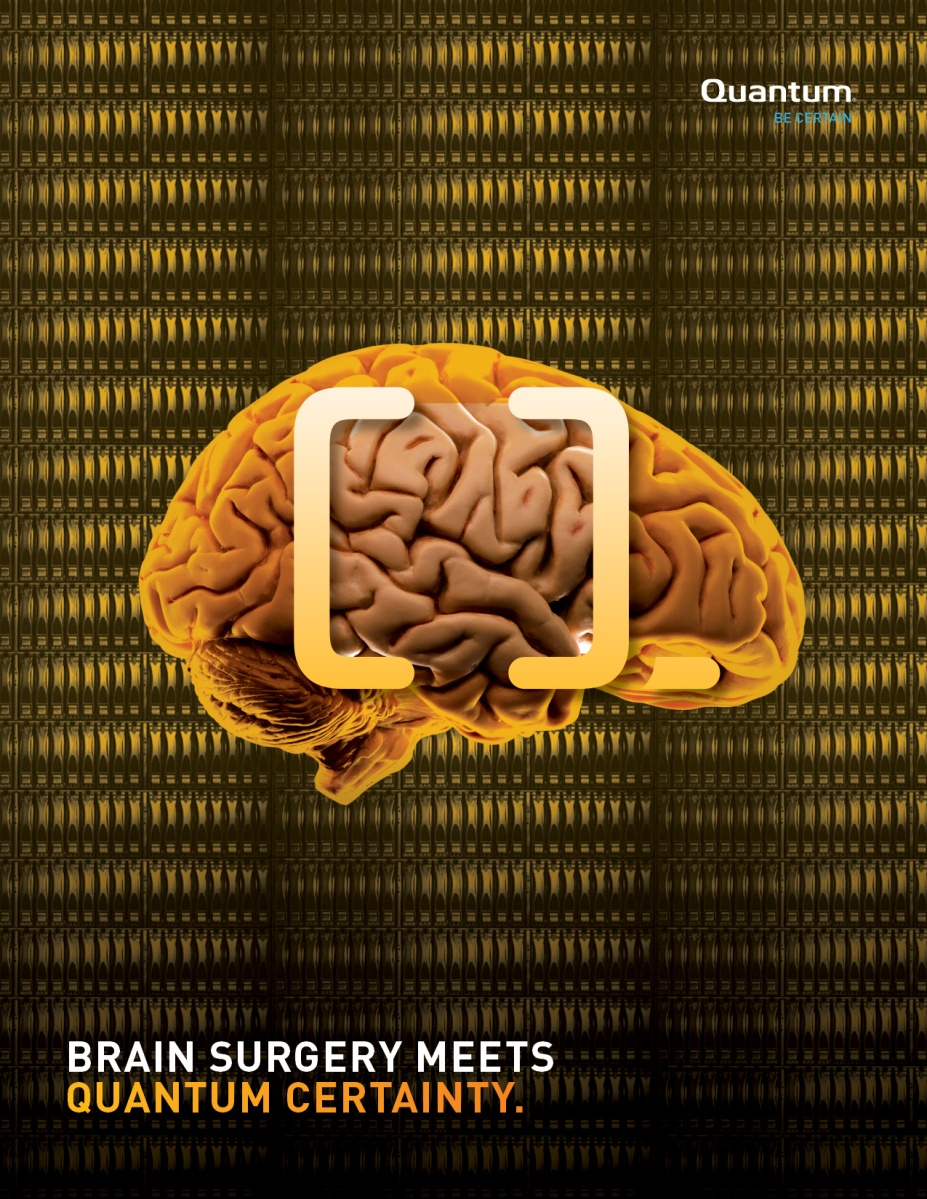 Quantum®
BE CERTAIN
BRAIN SURGERY MEETS
QUANTUM CERTAINTY.